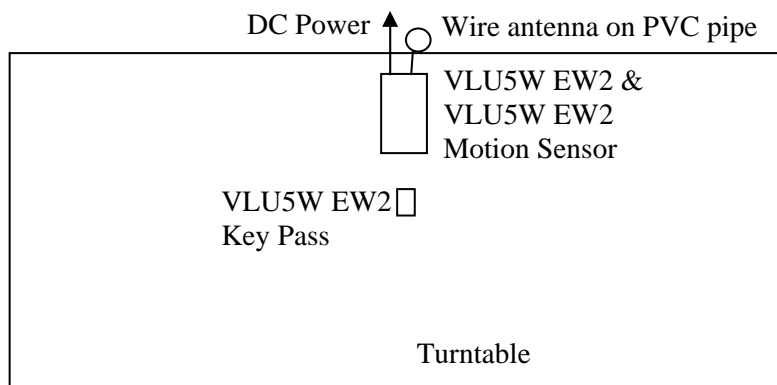 DC Power
Wire antenna on PVC pipe
VLU5W EW2 &
VLU5W EW2
Motion Sensor
VLU5W EW2
Key Pass
Turntable